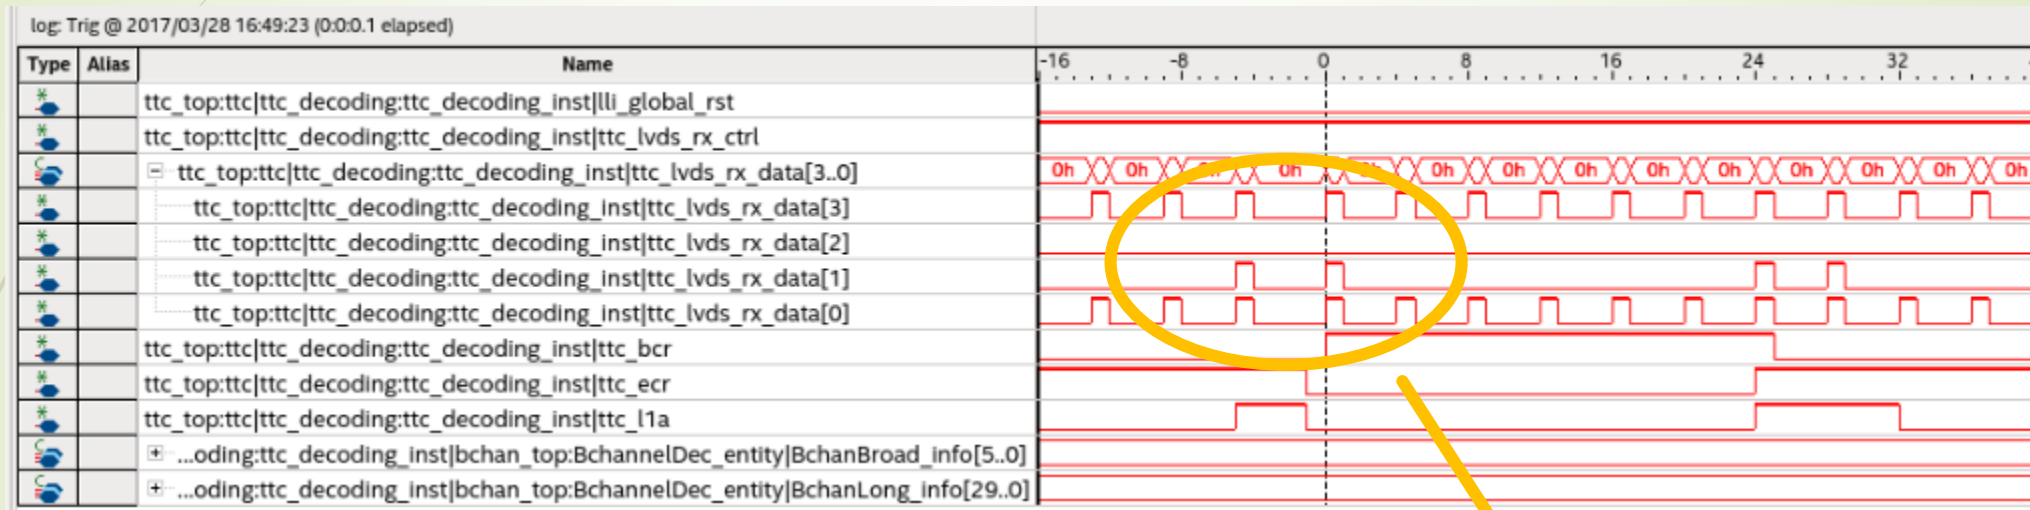 log: Trig @ 2017/03/28 16:49:23 (0:0:0.1 elapsed)
Type Alias Name -16 -8 0 8 16 24 32
ttc_top:ttc|ttc_decoding:ttc_decoding_inst|lli_global_rst
ttc_top:ttc|ttc_decoding:ttc_decoding_inst|ttc_lvds_rx_ctrl
ttc_top:ttc|ttc_decoding:ttc_decoding_inst|ttc_lvds_rx_data[3..0] 0h 0h 0h 0h 0h 0h 0h 0h 0h 0h 0h 0h 0h
ttc_top:ttc|ttc_decoding:ttc_decoding_inst|ttc_lvds_rx_data[3]
ttc_top:ttc|ttc_decoding:ttc_decoding_inst|ttc_lvds_rx_data[2]
ttc_top:ttc|ttc_decoding:ttc_decoding_inst|ttc_lvds_rx_data[1]
ttc_top:ttc|ttc_decoding:ttc_decoding_inst|ttc_lvds_rx_data[0]
ttc_top:ttc|ttc_decoding:ttc_decoding_inst|ttc_bcr
ttc_top:ttc|ttc_decoding:ttc_decoding_inst|ttc_ecr
ttc_top:ttc|ttc_decoding:ttc_decoding_inst|ttc_l1a
...oding:ttc_decoding_inst|bchan_top:BchannelDec_entity|BchanBroad_info[5..0]
...oding:ttc_decoding_inst|bchan_top:BchannelDec_entity|BchanLong_info[29..0]